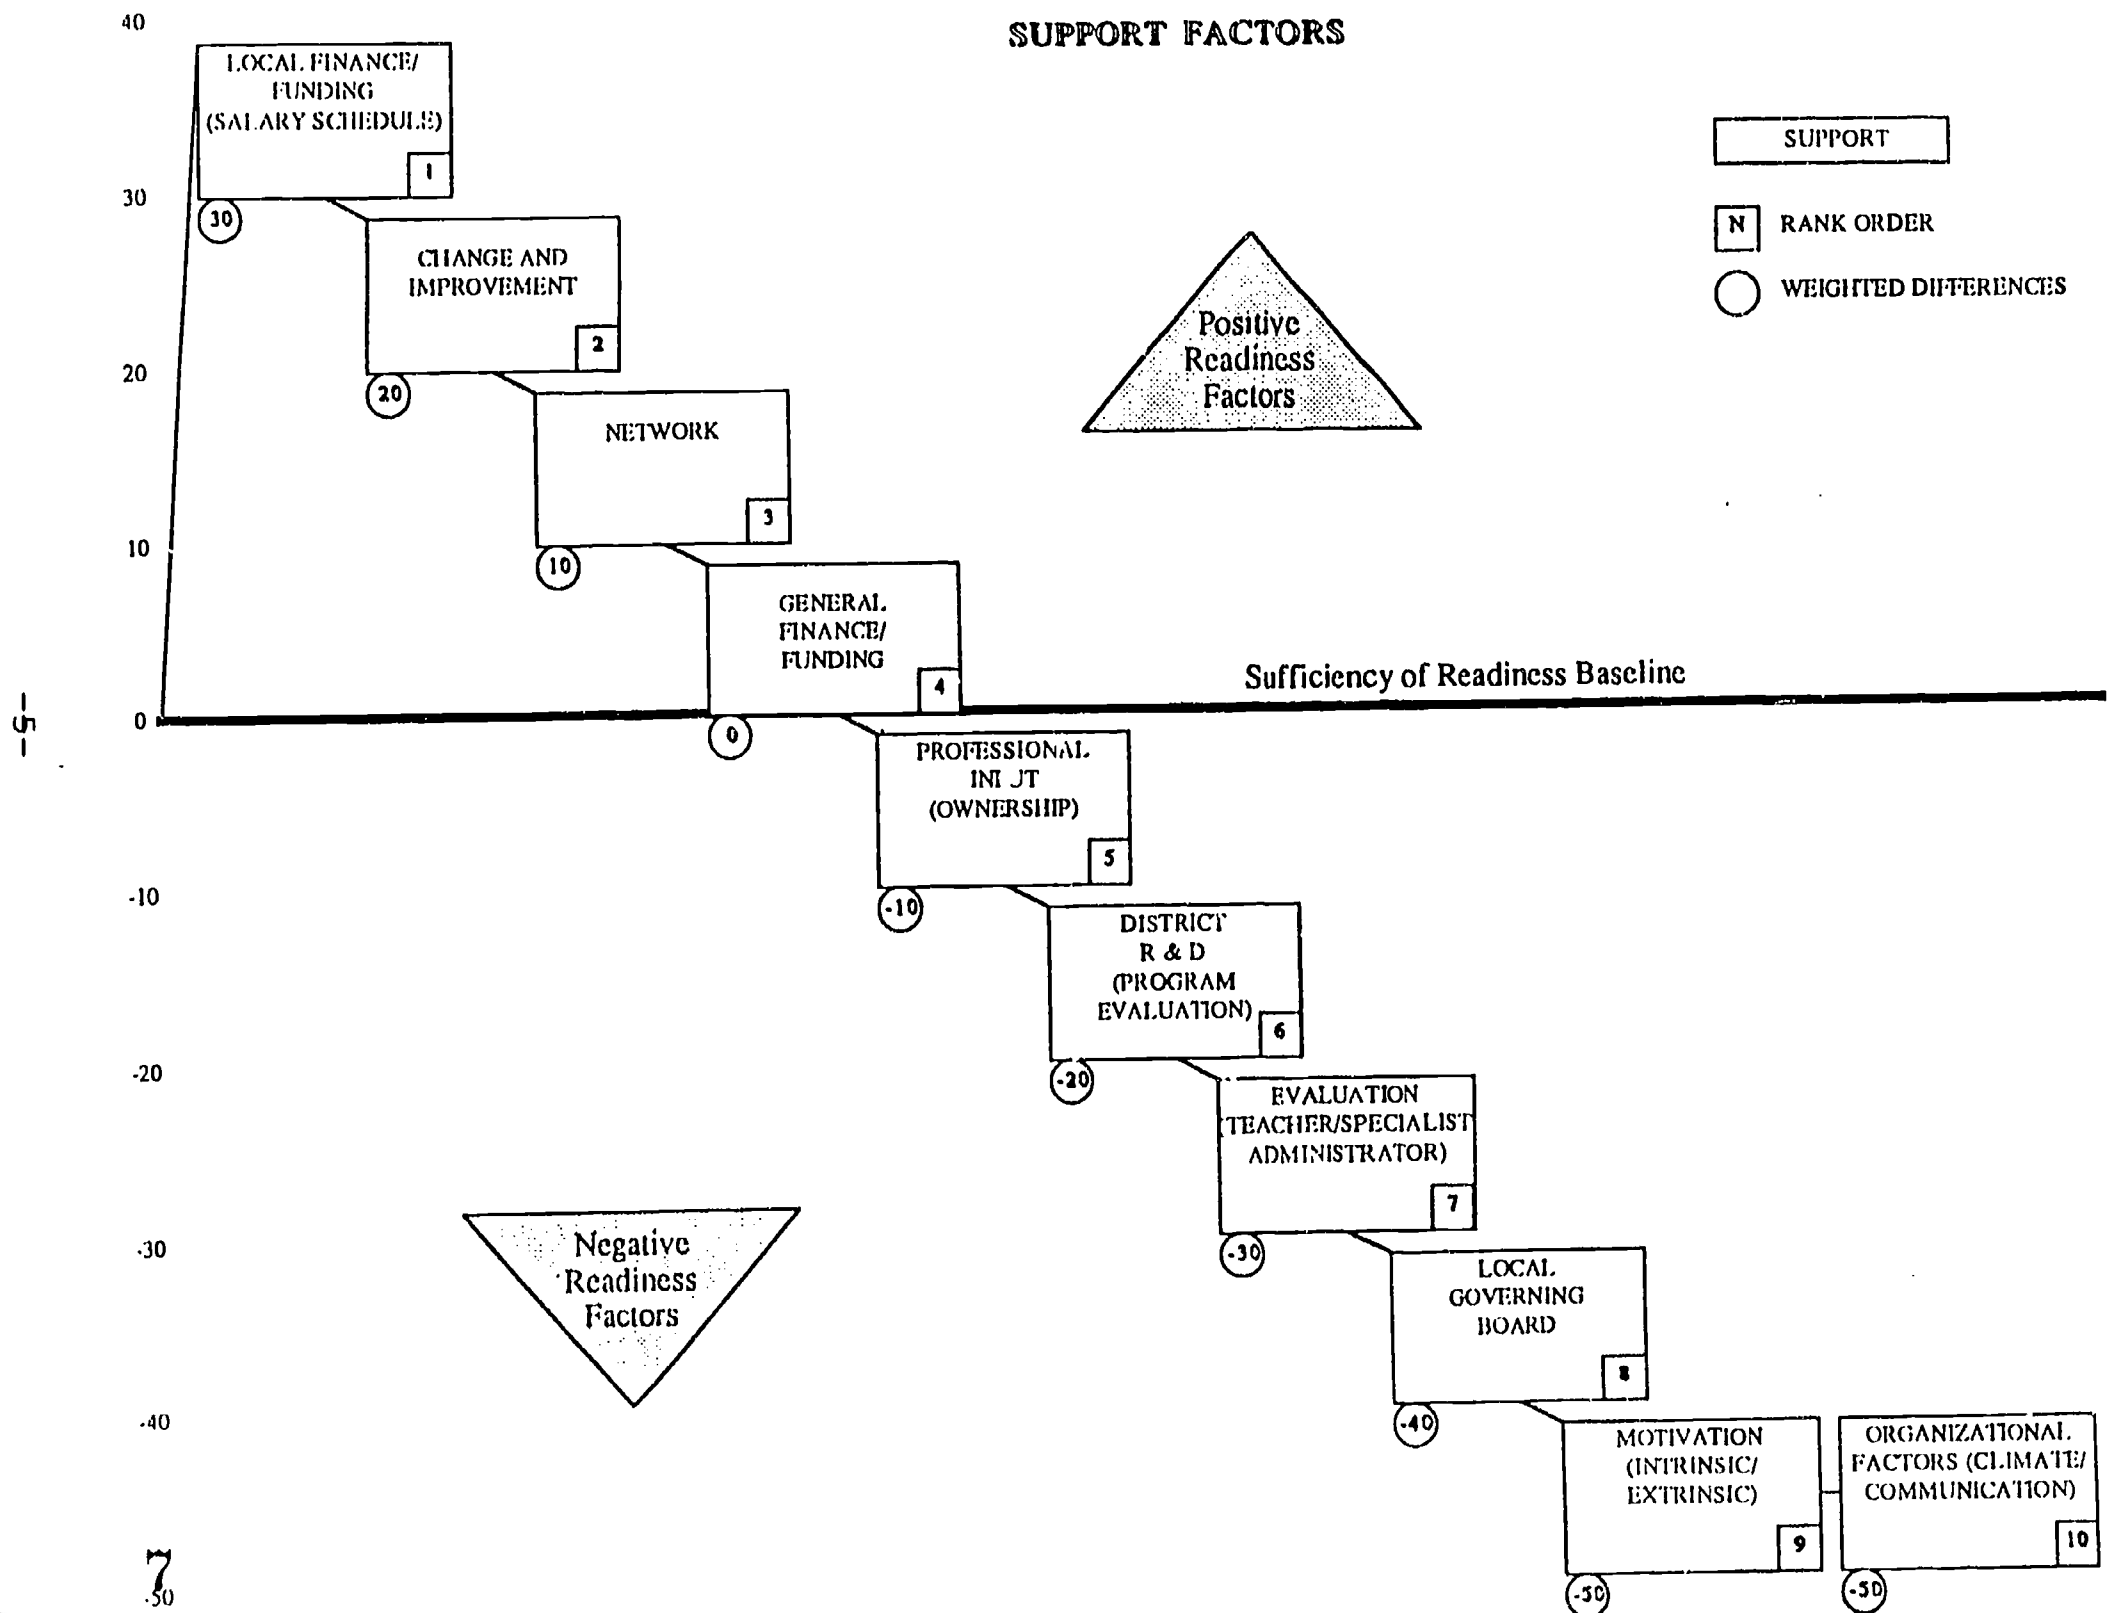 SUPPORT FACTORS
40
30
20
10
0
-10
-20
-30
-40
-50
LOCAL FINANCE/
FUNDING
(SALARY SCHEDULE)
1
30
CHANGE AND
IMPROVEMENT
2
20
NETWORK
3
10
GENERAL
FINANCE/
FUNDING
4
0
PROFESSIONAL
(OWNERSHIP)
5
-10
DISTRICT
R & D
(PROGRAM
EVALUATION)
6
-20
EVALUATION
(TEACHER/SPECIALIST
ADMINISTRATOR)
7
-30
LOCAL
GOVERNING
BOARD
8
-40
MOTIVATION
(INTRINSIC/
EXTRINSIC)
9
-50
ORGANIZATIONAL
FACTORS (CLIMATE/
COMMUNICATION)
10
-50
SUPPORT
N RANK ORDER
WEIGHTED DIFFERENCES
Positive
Readiness
Factors
Sufficiency of Readiness Baseline
Negative
Readiness
Factors
-5-
7